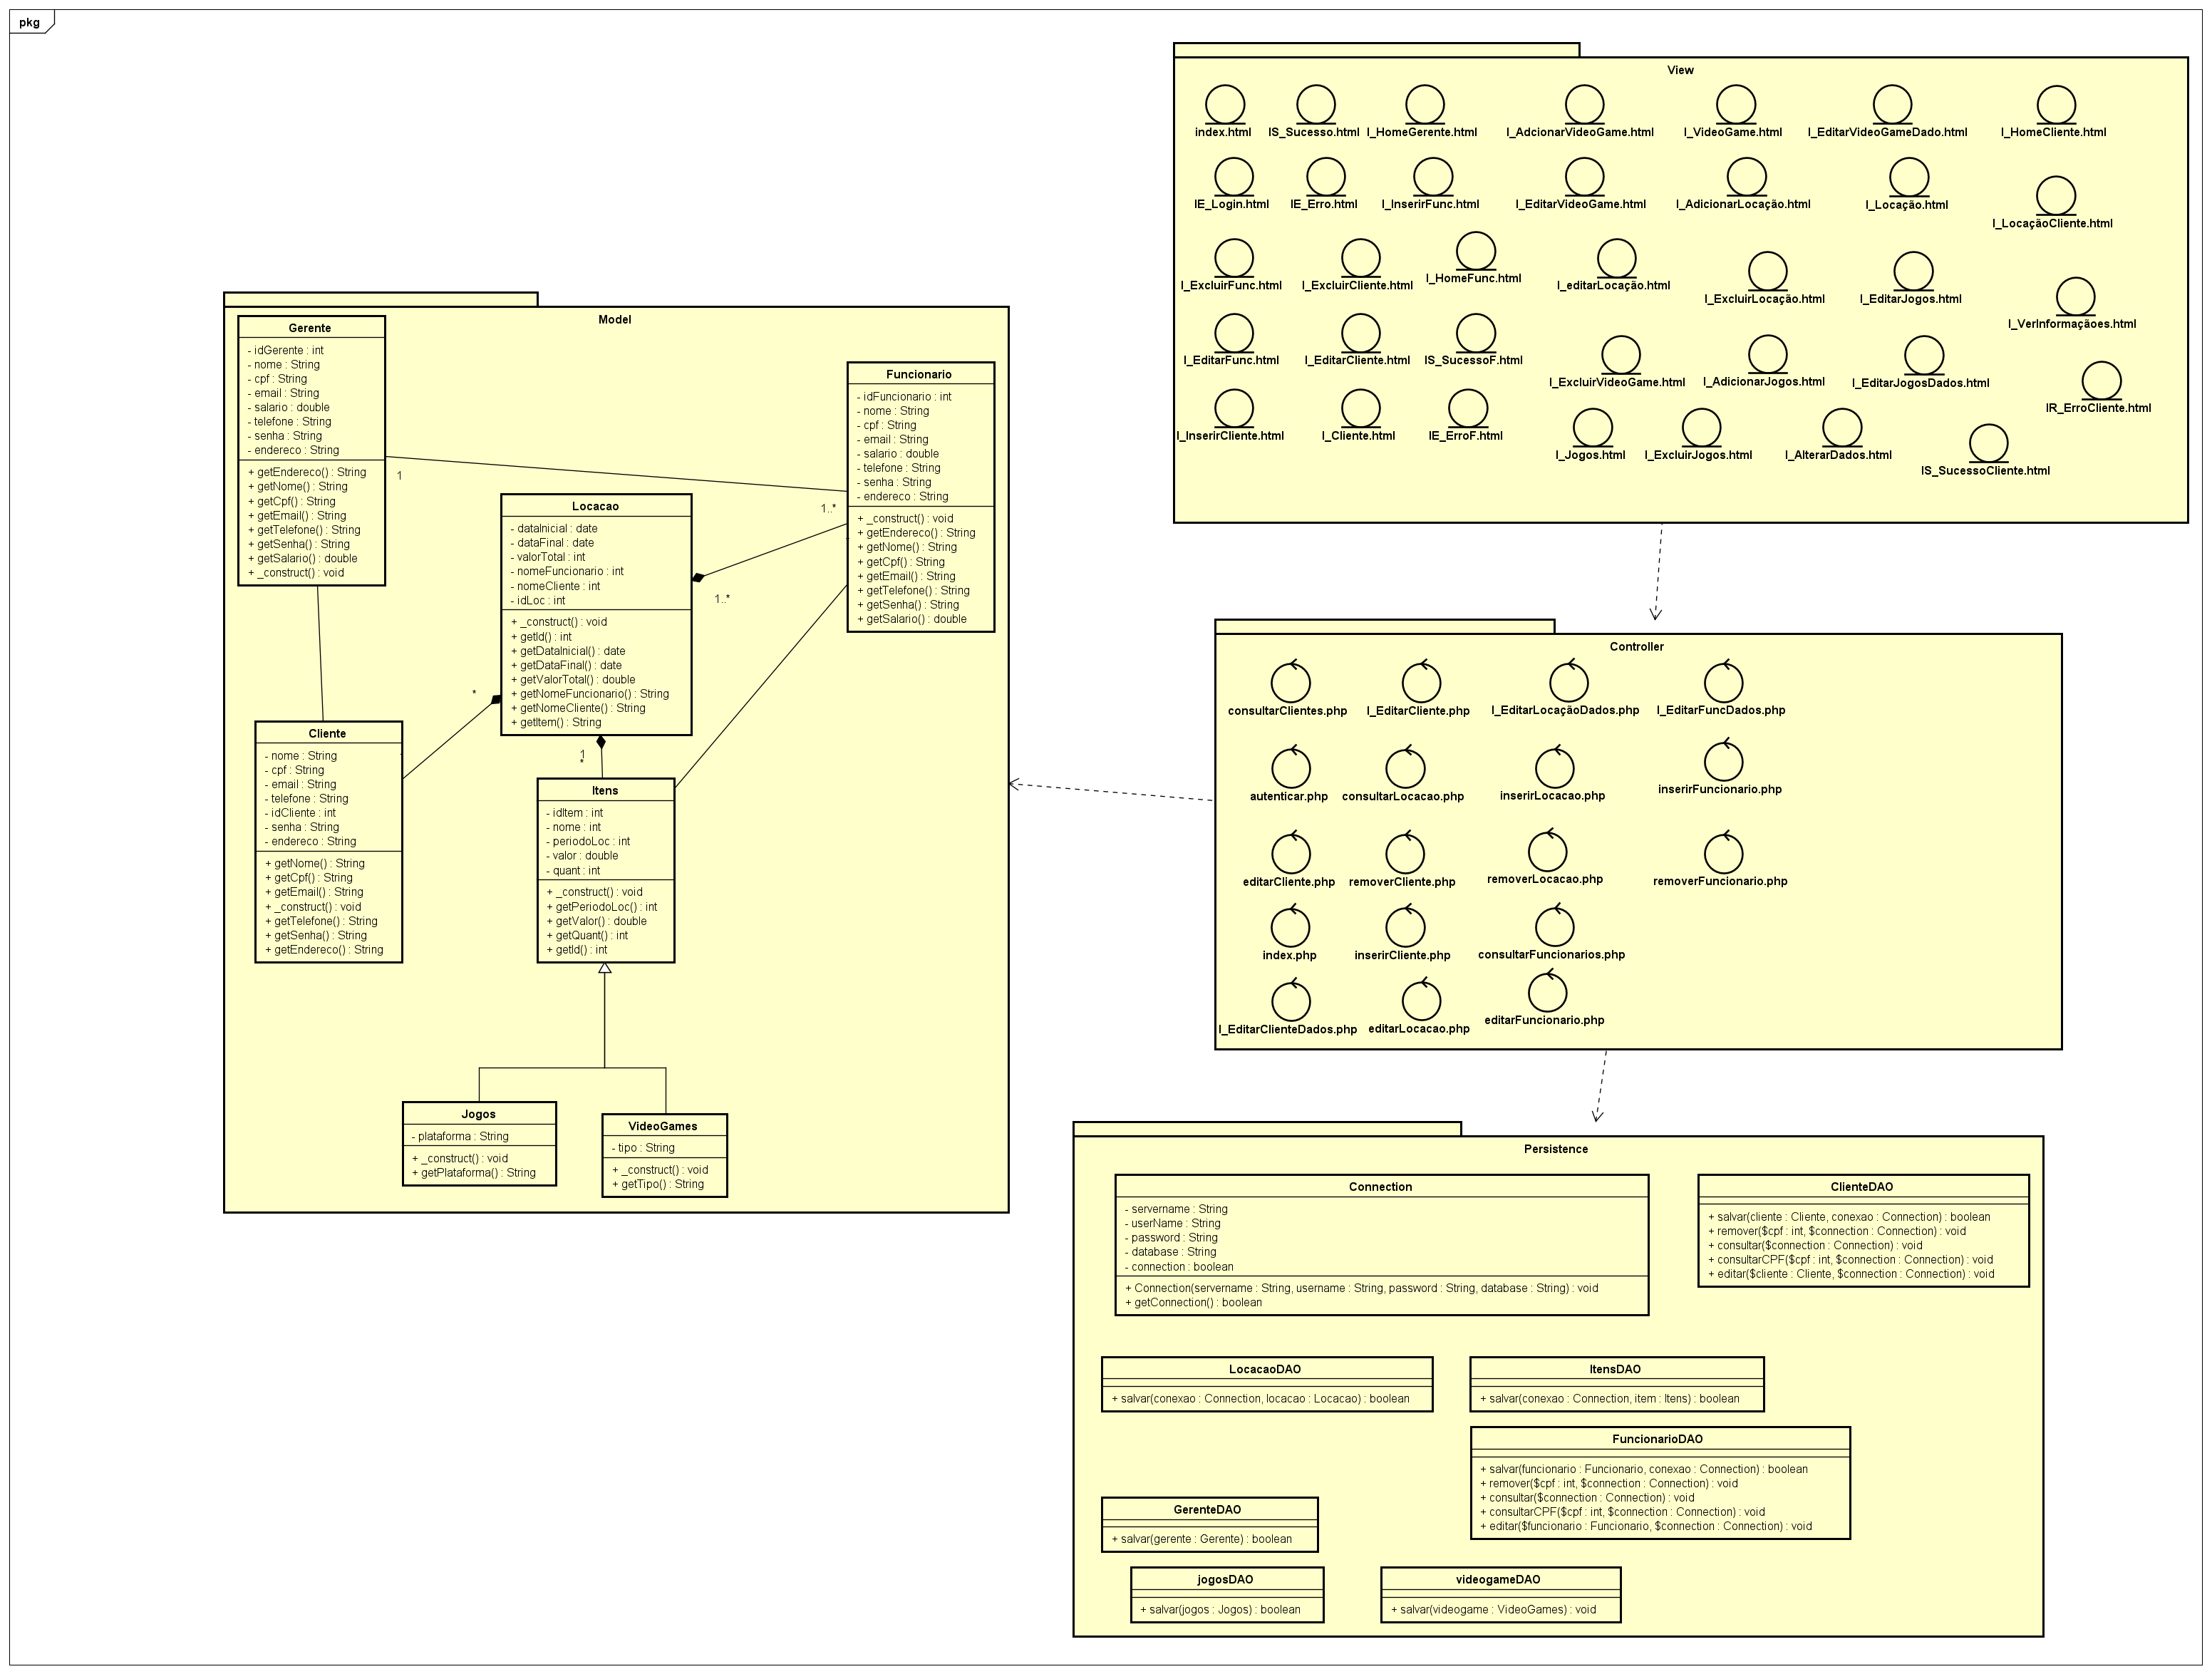 pkg
View
index.html
IS_Sucesso.html
I_HomeGerente.html
I_AdcionarVideoGame.html
I_VideoGame.html
I_EditarVideoGameDado.html
I_HomeCliente.html
IE_Login.html
IE_Erro.html
I_InserirFunc.html
I_EditarVideoGame.html
I_AdicionarLocação.html
I_Locação.html
I_LocaçãoCliente.html
I_ExcluirFunc.html
I_ExcluirCliente.html
I_HomeFunc.html
I_editarLocação.html
I_ExcluirLocação.html
I_EditarJogos.html
I_VerInformaçãoes.html
I_EditarFunc.html
I_EditarCliente.html
IS_SucessoF.html
I_ExcluirVideoGame.html
I_AdicionarJogos.html
I_EditarJogosDados.html
IR_ErroCliente.html
I_InserirCliente.html
I_Cliente.html
IE_ErroF.html
I_Jogos.html
I_ExcluirJogos.html
I_AlterarDados.html
IS_SucessoCliente.html
Model
Gerente
- idGerente : int
- nome : String
- cpf : String
- email : String
- salario : double
- telefone : String
- senha : String
- endereco : String
+ getEndereco() : String
+ getNome() : String
+ getCpf() : String
+ getEmail() : String
+ getTelefone() : String
+ getSenha() : String
+ getSalario() : double
+ _construct() : void
1
1..*
Funcionario
- idFuncionario : int
- nome : String
- cpf : String
- email : String
- salario : double
- telefone : String
- senha : String
- endereco : String
+ _construct() : void
+ getEndereco() : String
+ getNome() : String
+ getCpf() : String
+ getEmail() : String
+ getTelefone() : String
+ getSenha() : String
+ getSalario() : double
Locacao
- dataInicial : date
- dataFinal : date
- valorTotal : int
- nomeFuncionario : int
- nomeCliente : int
- idLoc : int
+ _construct() : void
+ getId() : int
+ getDataInicial() : date
+ getDataFinal() : date
+ getValorTotal() : double
+ getNomeFuncionario() : String
+ getNomeCliente() : String
+ getItem() : String
1..*
*
1
*
Cliente
- nome : String
- cpf : String
- email : String
- telefone : String
- idCliente : int
- senha : String
- endereco : String
+ getNome() : String
+ getCpf() : String
+ getEmail() : String
+ _construct() : void
+ getTelefone() : String
+ getSenha() : String
+ getEndereco() : String
Itens
- idItem : int
- nome : int
- periodoLoc : int
- valor : double
- quant : int
+ _construct() : void
+ getPeriodoLoc() : int
+ getValor() : double
+ getQuant() : int
+ getId() : int
Jogos
- plataforma : String
+ _construct() : void
+ getPlataforma() : String
VideoGames
- tipo : String
+ _construct() : void
+ getTipo() : String
Controller
consultarClientes.php
I_EditarCliente.php
I_EditarLocaçãoDados.php
I_EditarFuncDados.php
autenticar.php
consultarLocacao.php
inserirLocacao.php
inserirFuncionario.php
editarCliente.php
removerCliente.php
removerLocacao.php
removerFuncionario.php
index.php
inserirCliente.php
consultarFuncionarios.php
I_EditarClienteDados.php
editarLocacao.php
editarFuncionario.php
Persistence
Connection
- servername : String
- userName : String
- password : String
- database : String
- connection : boolean
+ Connection(servername : String, username : String, password : String, database : String) : void
+ getConnection() : boolean
ClienteDAO
+ salvar(cliente : Cliente, conexao : Connection) : boolean
+ remover($cpf : int, $connection : Connection) : void
+ consultar($connection : Connection) : void
+ consultarCPF($cpf : int, $connection : Connection) : void
+ editar($cliente : Cliente, $connection : Connection) : void
LocacaoDAO
+ salvar(conexao : Connection, locacao : Locacao) : boolean
ItensDAO
+ salvar(conexao : Connection, item : Itens) : boolean
FuncionarioDAO
+ salvar(funcionario : Funcionario, conexao : Connection) : boolean
+ remover($cpf : int, $connection : Connection) : void
+ consultar($connection : Connection) : void
+ consultarCPF($cpf : int, $connection : Connection) : void
+ editar($funcionario : Funcionario, $connection : Connection) : void
GerenteDAO
+ salvar(gerente : Gerente) : boolean
jogosDAO
+ salvar(jogos : Jogos) : boolean
videogameDAO
+ salvar(videogame : VideoGames) : void